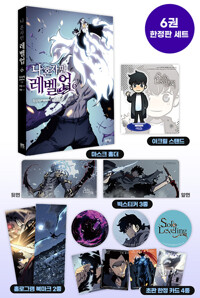 6권
한정판 세트
나 혼자만
레벨업
아크릴 스탠드
마스크 홀더
앞면
뒷면
띠스티커 3종
Solo
Leveling
홀로그램 북마크 2종
초판 한정 카드 4종